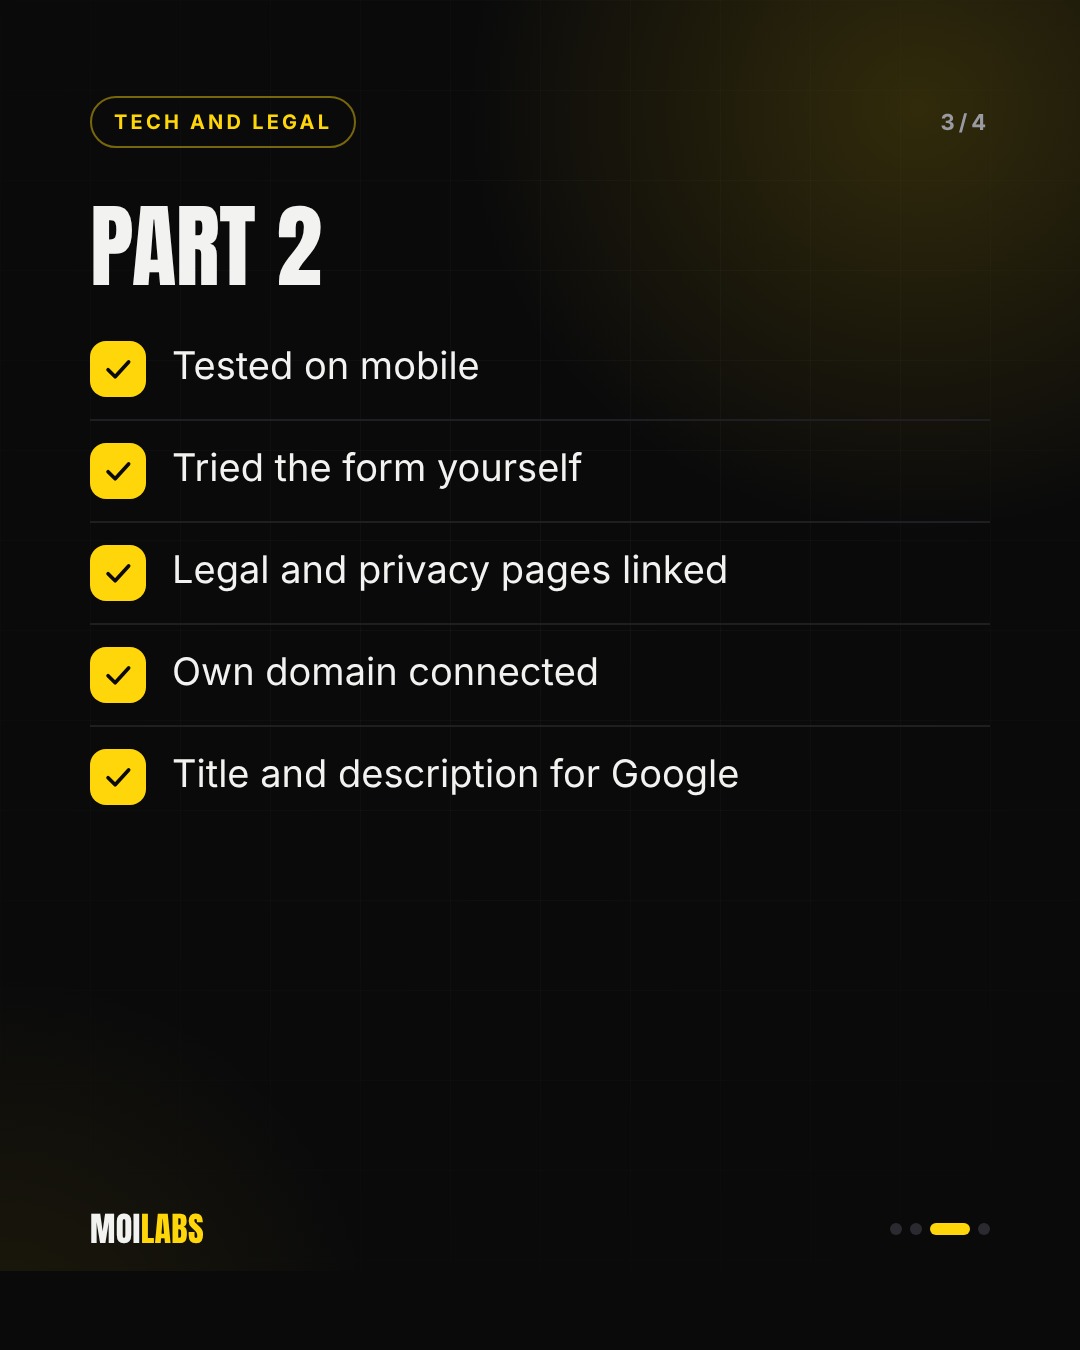 TECH AND LEGAL
3/4
PART 2
Tested on mobile
Tried the form yourself
Legal and privacy pages linked
Own domain connected
Title and description for Google
MOILABS